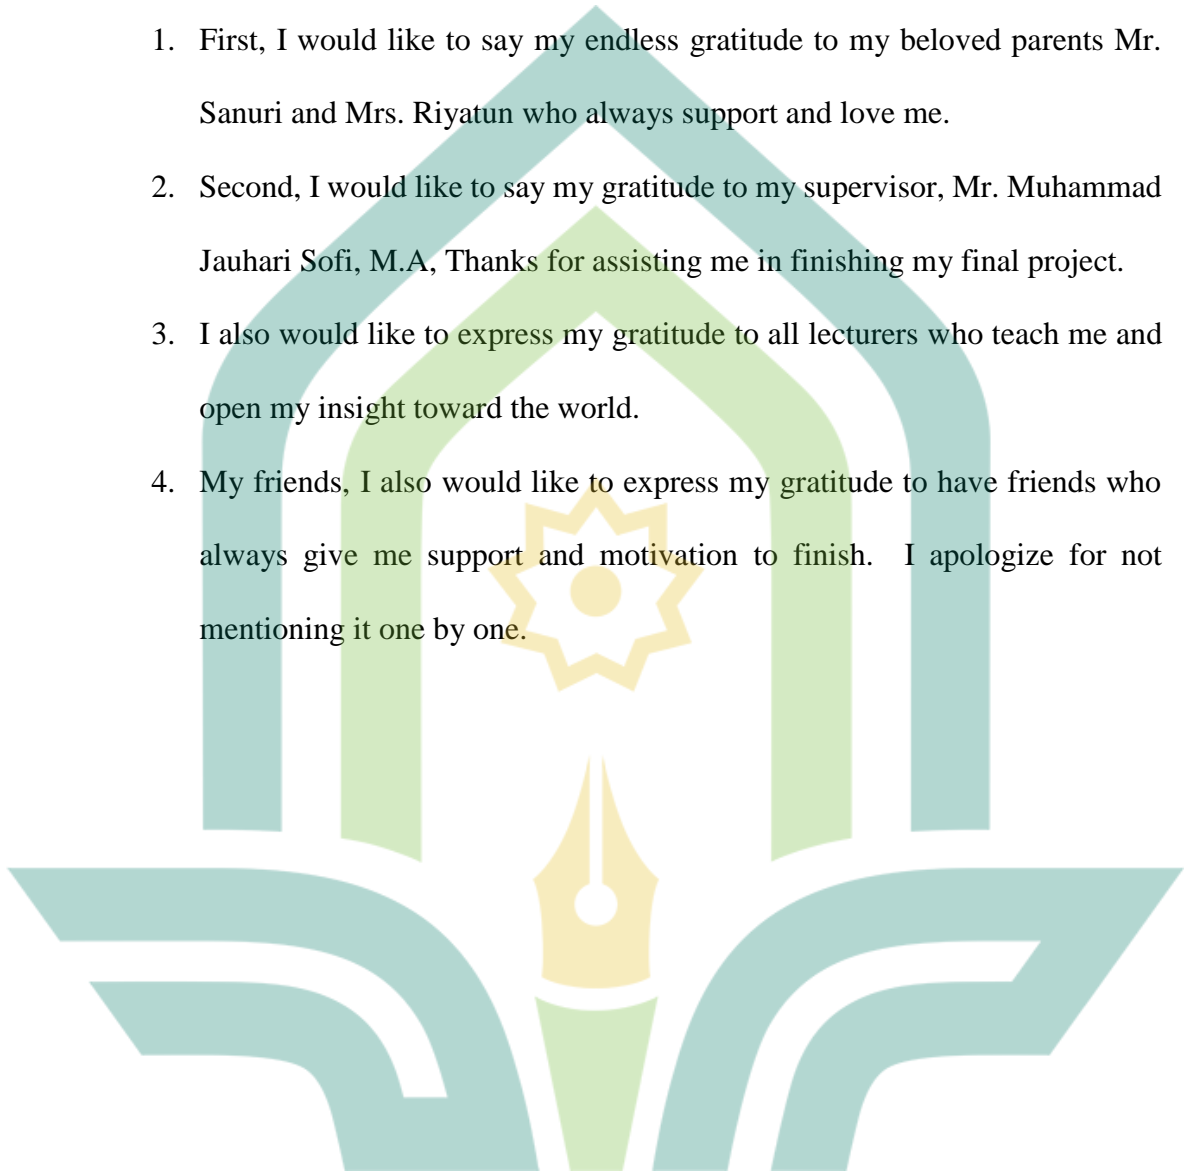 1. First, I would like to say my endless gratitude to my beloved parents Mr.
Sanuri and Mrs. Riyatun who always support and love me.
2. Second, I would like to say my gratitude to my supervisor, Mr. Muhammad
Jauhari Sofi, M.A, Thanks for assisting me in finishing my final project.
3. I also would like to express my gratitude to all lecturers who teach me and
open my insight toward the world.
4. My friends, I also would like to express my gratitude to have friends who
always give me support and motivation to finish.  I apologize for not
mentioning it one by one.